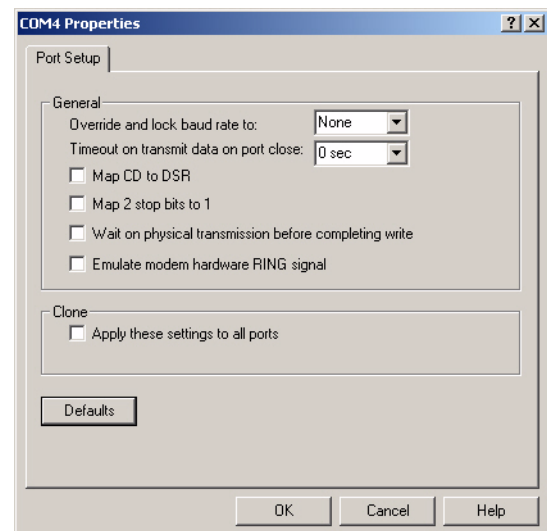 COM4 Properties
Port Setup
General
Override and lock baud rate to: None
Timeout on transmit data on port close: 0 sec
Map CD to DSR
Map 2 stop bits to 1
Wait on physical transmission before completing write
Emulate modem hardware RING signal
Clone
Apply these settings to all ports
Defaults
OK Cancel Help